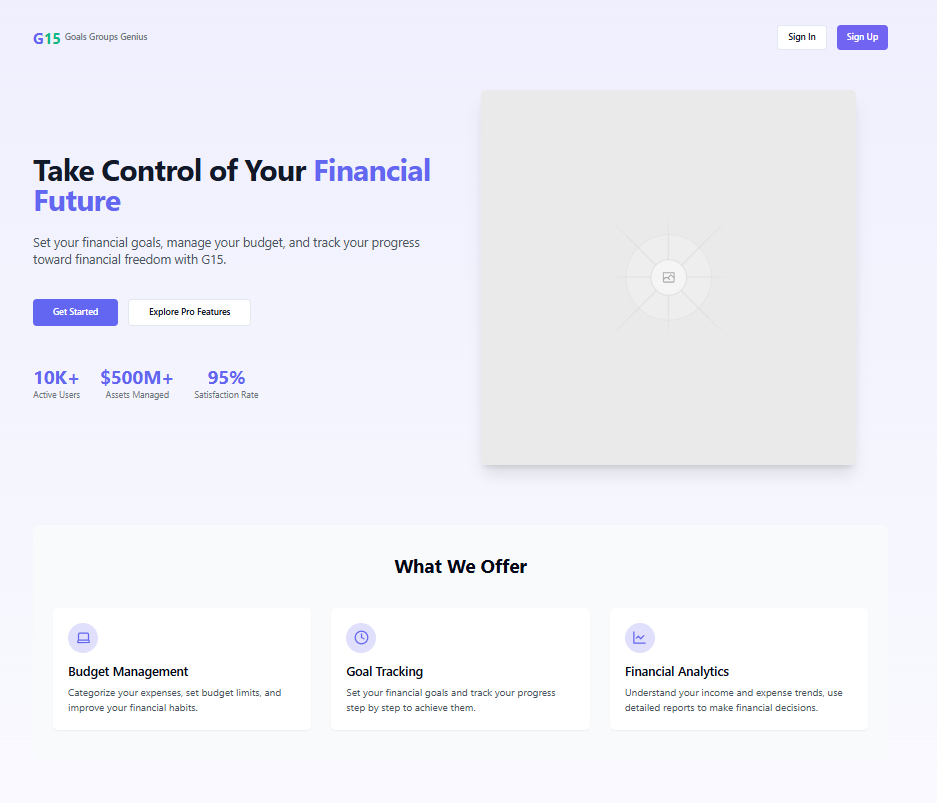 G15 Goals Groups Genius
Sign In
Sign Up
Take Control of Your Financial
Future
Set your financial goals, manage your budget, and track your progress
toward financial freedom with G15.
Get Started
Explore Pro Features
10K+
Active Users
$500M+
Assets Managed
95%
Satisfaction Rate
What We Offer
Budget Management
Categorize your expenses, set budget limits, and
improve your financial habits.
Goal Tracking
Set your financial goals and track your progress
step by step to achieve them.
Financial Analytics
Understand your income and expense trends, use
detailed reports to make financial decisions.